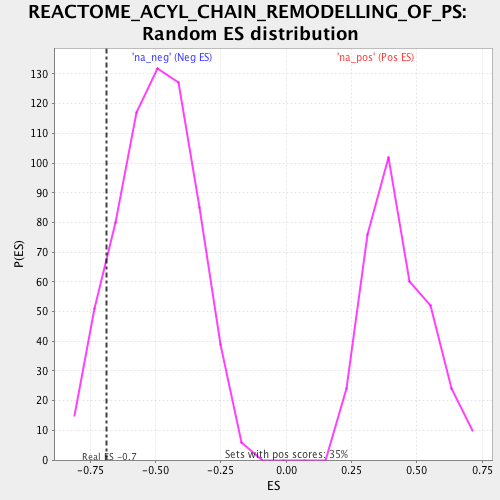 REACTOME_ACYL_CHAIN_REMODELLING_OF_PS:
Random ES distribution
'na_neg' (Neg ES)
'na_pos' (Pos ES)
130
120
110
100
90
80
70
60
50
40
30
20
10
0
P(ES)
Real ES -0.7
Sets with pos scores: 35%
-0.75
-0.50
-0.25
0.00
0.25
0.50
0.75
ES